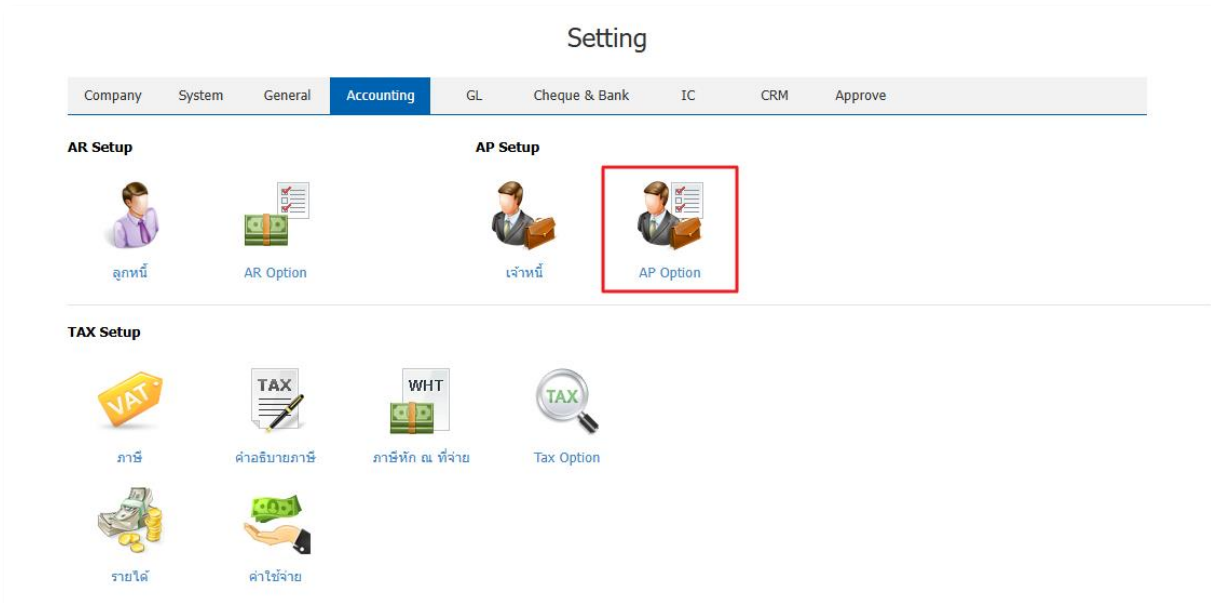 Setting
Company System General Accounting GL Cheque & Bank IC CRM Approve
AR Setup AP Setup
ลูกหนี้ AR Option เจ้าหนี้ AP Option
TAX Setup
VAT TAX WHT TAX
ภาษี คำอธิบายภาษี ภาษีหัก ณ ที่จ่าย Tax Option
รายได้ ค่าใช้จ่าย